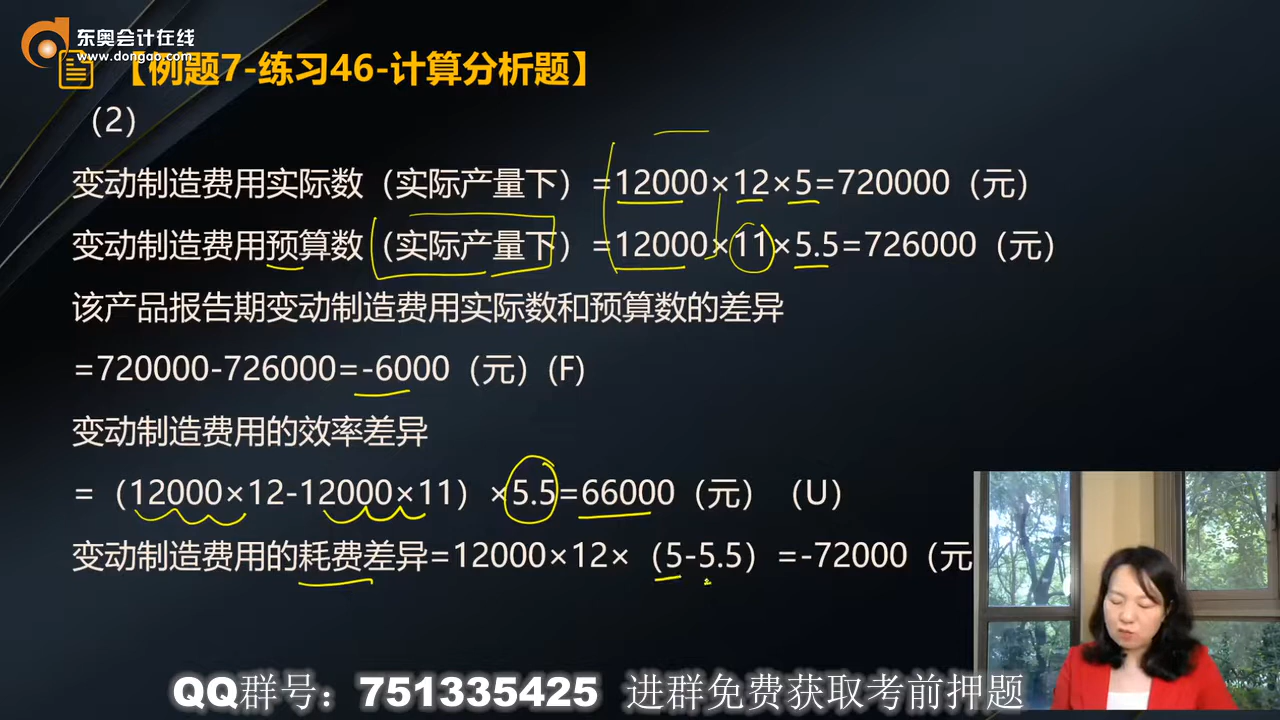 东奥会计在线
www.dongao.com
【例题7-练习46-计算分析题】
（2）
变动制造费用实际数（实际产量下）=12000×12×5=720000（元）
变动制造费用预算数（实际产量下）=12000×11×5.5=726000（元）
该产品报告期变动制造费用实际数和预算数的差异
=720000-726000=-6000（元）(F)
变动制造费用的效率差异
=（12000×12-12000×11）×5.5=66000（元）（U）
变动制造费用的耗费差异=12000×12×（5-5.5）=-72000（元
QQ群号：751335425 进群免费获取考前押题